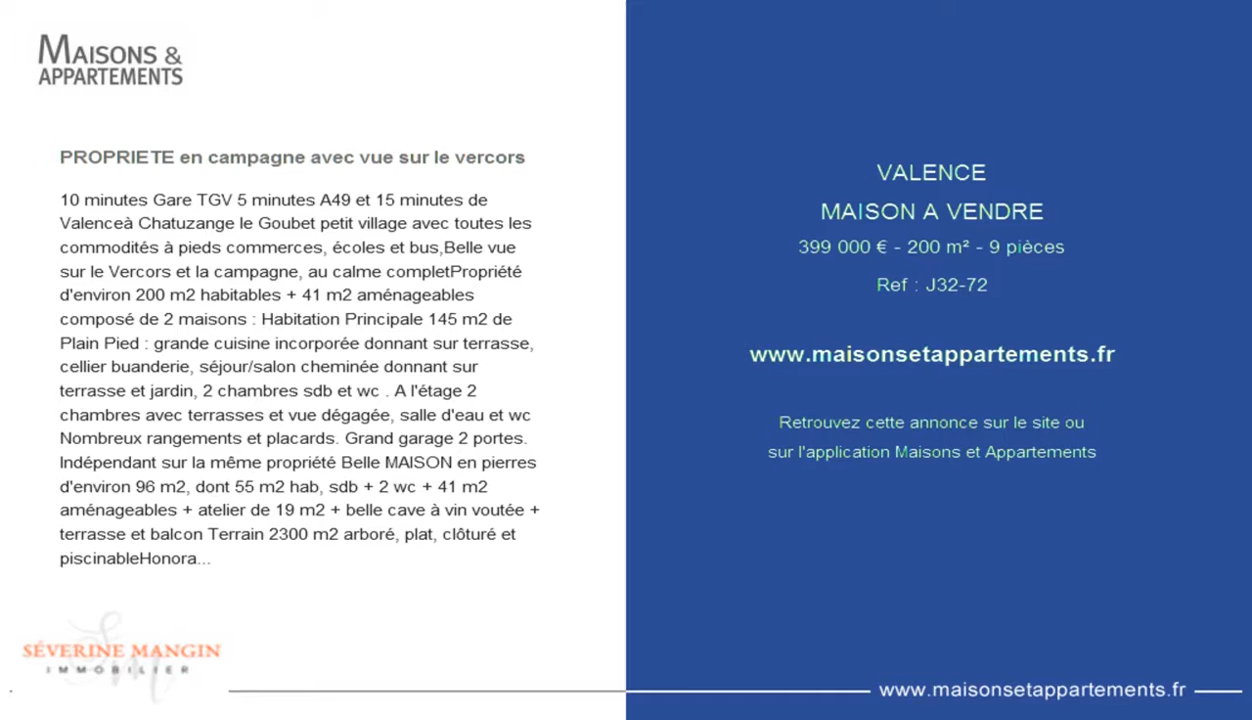 MAISONS &
APPARTEMENTS
PROPRIETE en campagne avec vue sur le vercors
10 minutes Gare TGV 5 minutes A49 et 15 minutes de
Valenceà Chatuzange le Goubet petit village avec toutes les
commodités à pieds commerces, écoles et bus,Belle vue
sur le Vercors et la campagne, au calme completPropriété
d'environ 200 m2 habitables + 41 m2 aménageables
composé de 2 maisons : Habitation Principale 145 m2 de
Plain Pied : grande cuisine incorporée donnant sur terrasse,
cellier buanderie, séjour/salon cheminée donnant sur
terrasse et jardin, 2 chambres sdb et wc . A l'étage 2
chambres avec terrasses et vue dégagée, salle d'eau et wc
Nombreux rangements et placards. Grand garage 2 portes.
Indépendant sur la même propriété Belle MAISON en pierres
d'environ 96 m2, dont 55 m2 hab, sdb + 2 wc + 41 m2
aménageables + atelier de 19 m2 + belle cave à vin voutée +
terrasse et balcon Terrain 2300 m2 arboré, plat, clôturé et
piscinableHonora...
SÉVERINE MANGIN
IMMOBILIER
VALENCE
MAISON A VENDRE
399 000 € - 200 m² - 9 pièces
Ref : J32-72
www.maisonsetappartements.fr
Retrouvez cette annonce sur le site ou
sur l'application Maisons et Appartements
www.maisonsetappartements.fr